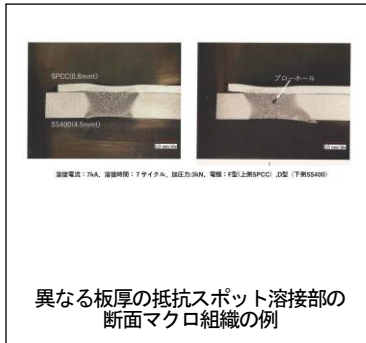 SPCC(0.8mmt)
SS400(4.5mmt)
ブローホール
溶接電流：7kA、溶接時間：7サイクル、加圧力:3kN、電極：F型(上側SPCC) ,D型（下側SS400）
異なる板厚の抵抗スポット溶接部の
断面マクロ組織の例